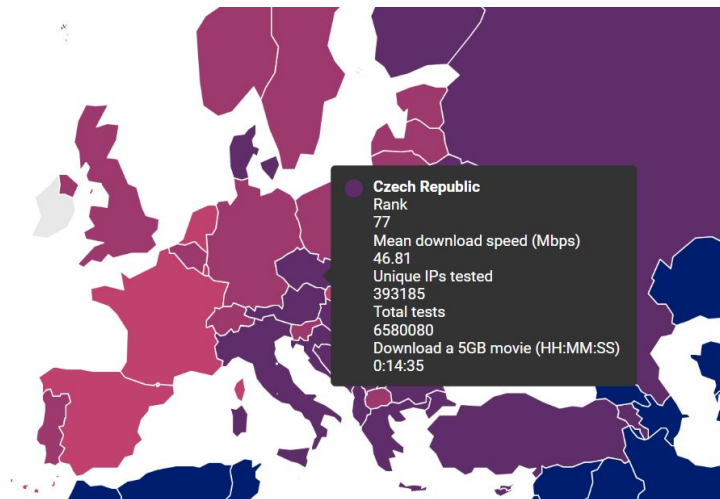 Czech Republic
Rank
77
Mean download speed (Mbps)
46.81
Unique IPs tested
393185
Total tests
6580080
Download a 5GB movie (HH:MM:SS)
0:14:35